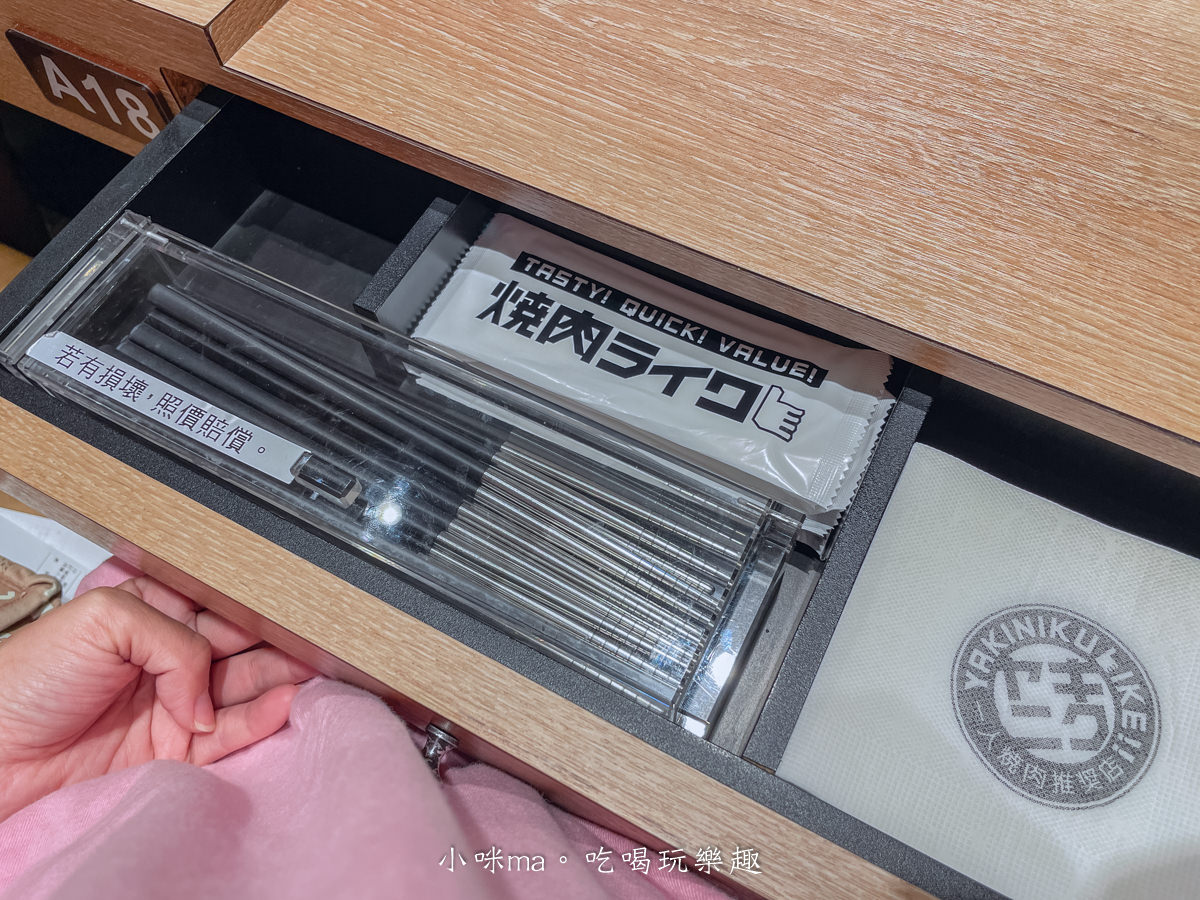 A18
TASTY! QUICK! VALUE!
焼肉ライク
若有損壞，照價賠償。
YAKINIKU LIKE!!
一人燒肉推奨店
小咪ma。吃喝玩樂趣